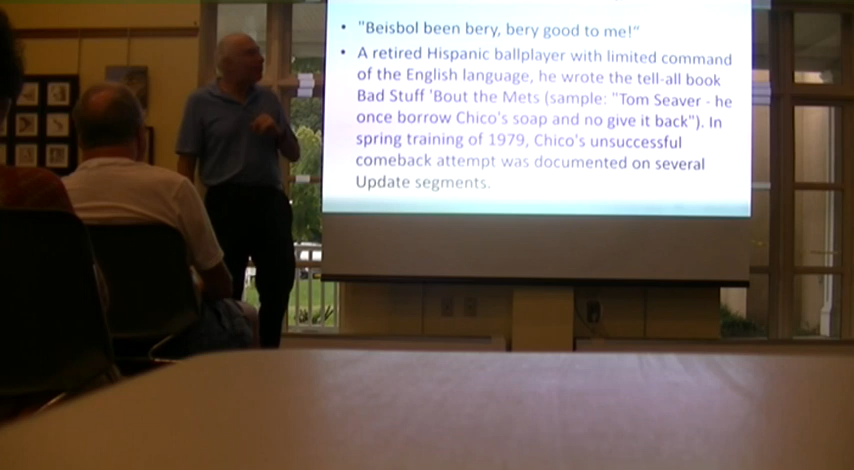 • "Beisbol been bery, bery good to me!"
• A retired Hispanic ballplayer with limited command
of the English language, he wrote the tell-all book
Bad Stuff 'Bout the Mets (sample: "Tom Seaver - he
once borrow Chico's soap and no give it back"). In
spring training of 1979, Chico's unsuccessful
comeback attempt was documented on several
Update segments.